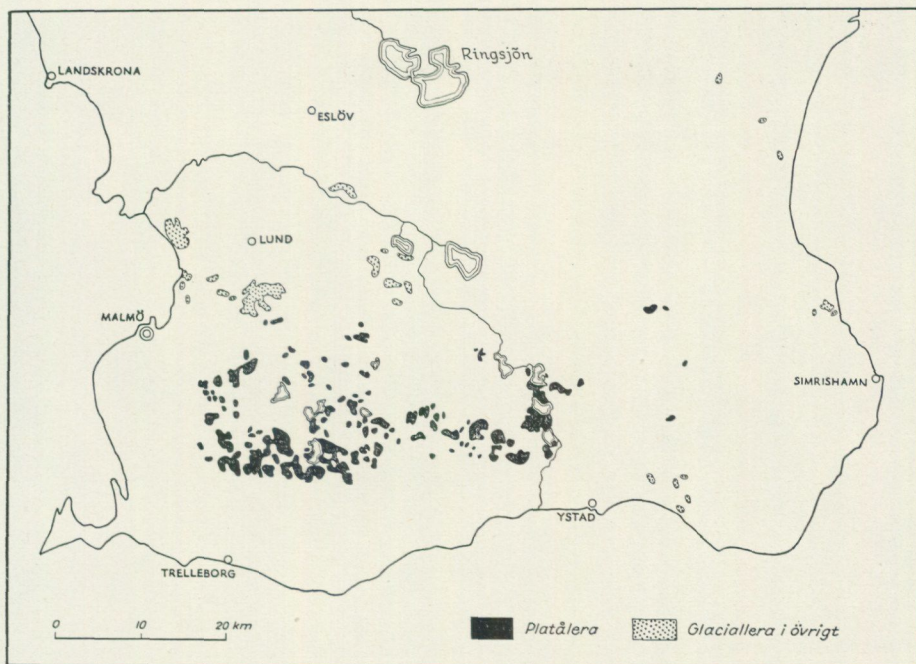 Ringsjön
LANDSKRONA
ESLÖV
LUND
MALMÖ
SIMRISHAMN
YSTAD
TRELLEBORG
0 10 20 km
Platålera
Glaciallera i övrigt